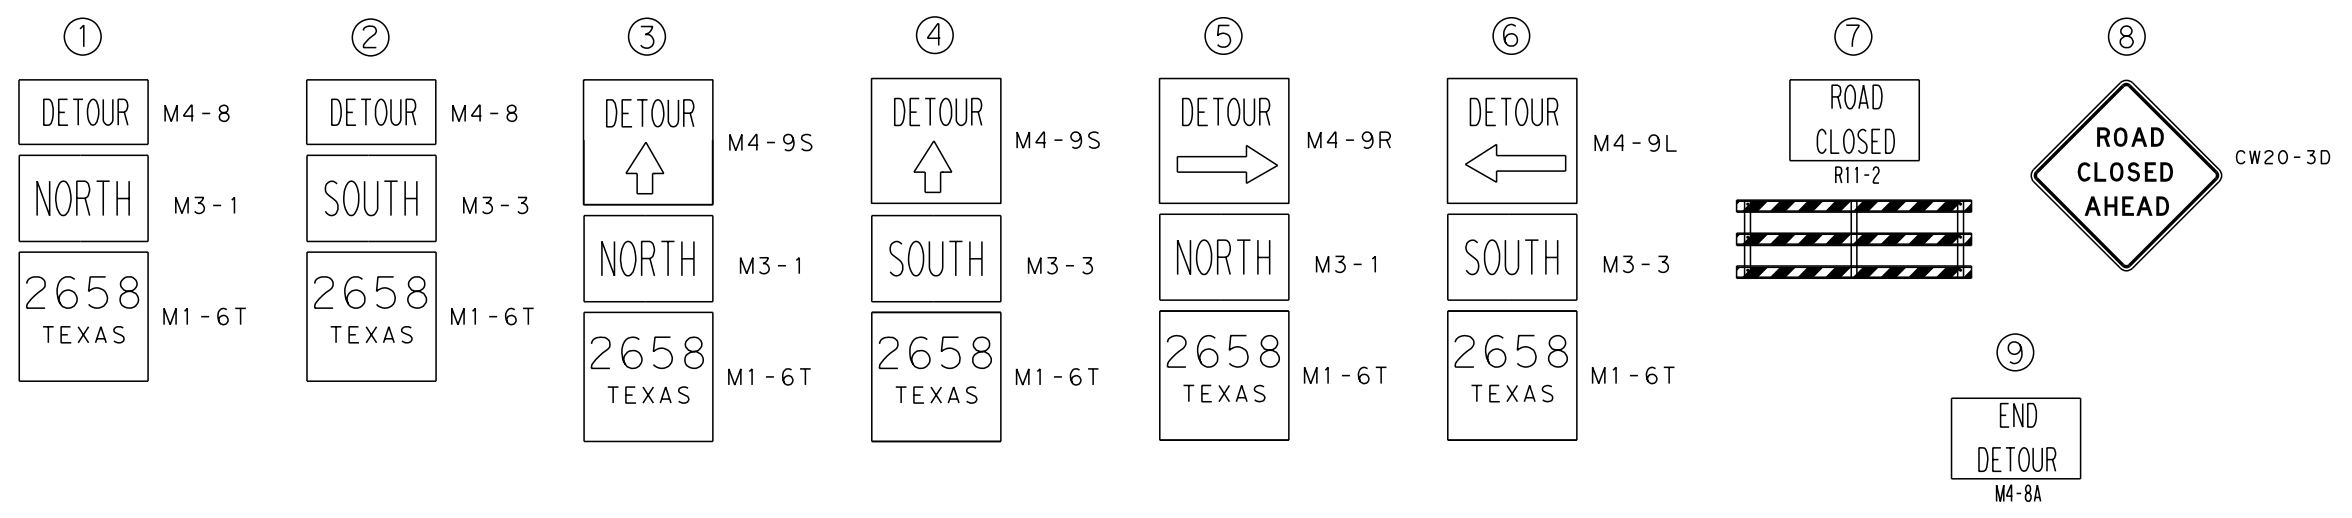 1
DETOUR M4-8
NORTH M3-1
2658
TEXAS
M1-6T
2
DETOUR M4-8
SOUTH M3-3
2658
TEXAS
M1-6T
3
DETOUR
M4-9S
NORTH M3-1
2658
TEXAS
M1-6T
4
DETOUR
M4-9S
SOUTH M3-3
2658
TEXAS
M1-6T
5
DETOUR
M4-9R
NORTH M3-1
2658
TEXAS
M1-6T
6
DETOUR
M4-9L
SOUTH M3-3
2658
TEXAS
M1-6T
7
ROAD
CLOSED
R11-2
8
ROAD
CLOSED
AHEAD
CW20-3D
9
END
DETOUR
M4-8A